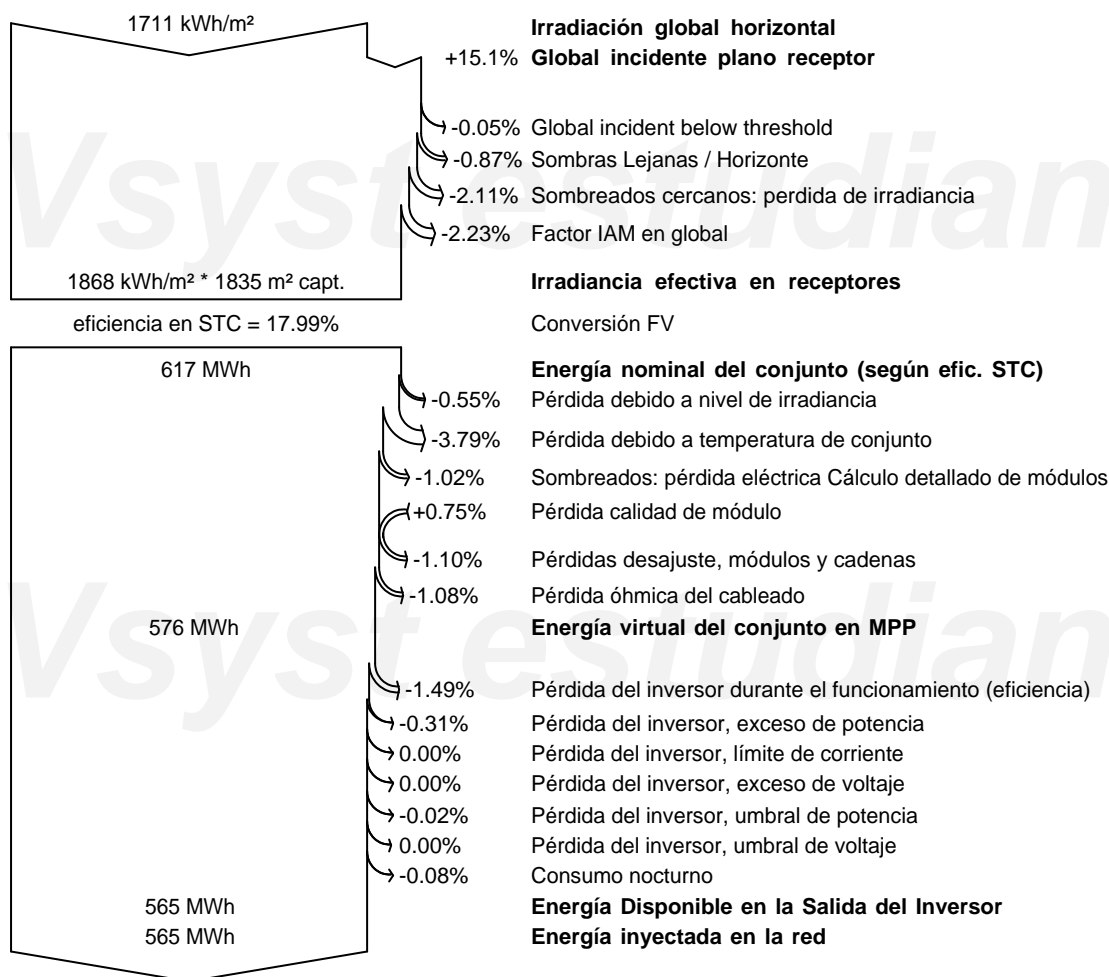 1711 kWh/m² Irradiación global horizontal
+15.1% Global incidente plano receptor
-0.05% Global incident below threshold
-0.87% Sombras Lejanas / Horizonte
-2.11% Sombreados cercanos: perdida de irradiancia
-2.23% Factor IAM en global
1868 kWh/m² * 1835 m² capt. Irradiancia efectiva en receptores
eficiencia en STC = 17.99% Conversión FV
617 MWh Energía nominal del conjunto (según efic. STC)
-0.55% Pérdida debido a nivel de irradiancia
-3.79% Pérdida debido a temperatura de conjunto
-1.02% Sombreados: pérdida eléctrica Cálculo detallado de módulos
+0.75% Pérdida calidad de módulo
-1.10% Pérdidas desajuste, módulos y cadenas
-1.08% Pérdida óhmica del cableado
576 MWh Energía virtual del conjunto en MPP
-1.49% Pérdida del inversor durante el funcionamiento (eficiencia)
-0.31% Pérdida del inversor, exceso de potencia
0.00% Pérdida del inversor, límite de corriente
0.00% Pérdida del inversor, exceso de voltaje
-0.02% Pérdida del inversor, umbral de potencia
0.00% Pérdida del inversor, umbral de voltaje
-0.08% Consumo nocturno
565 MWh Energía Disponible en la Salida del Inversor
565 MWh Energía inyectada en la red
Vsyst estudian
Vsyst estudian